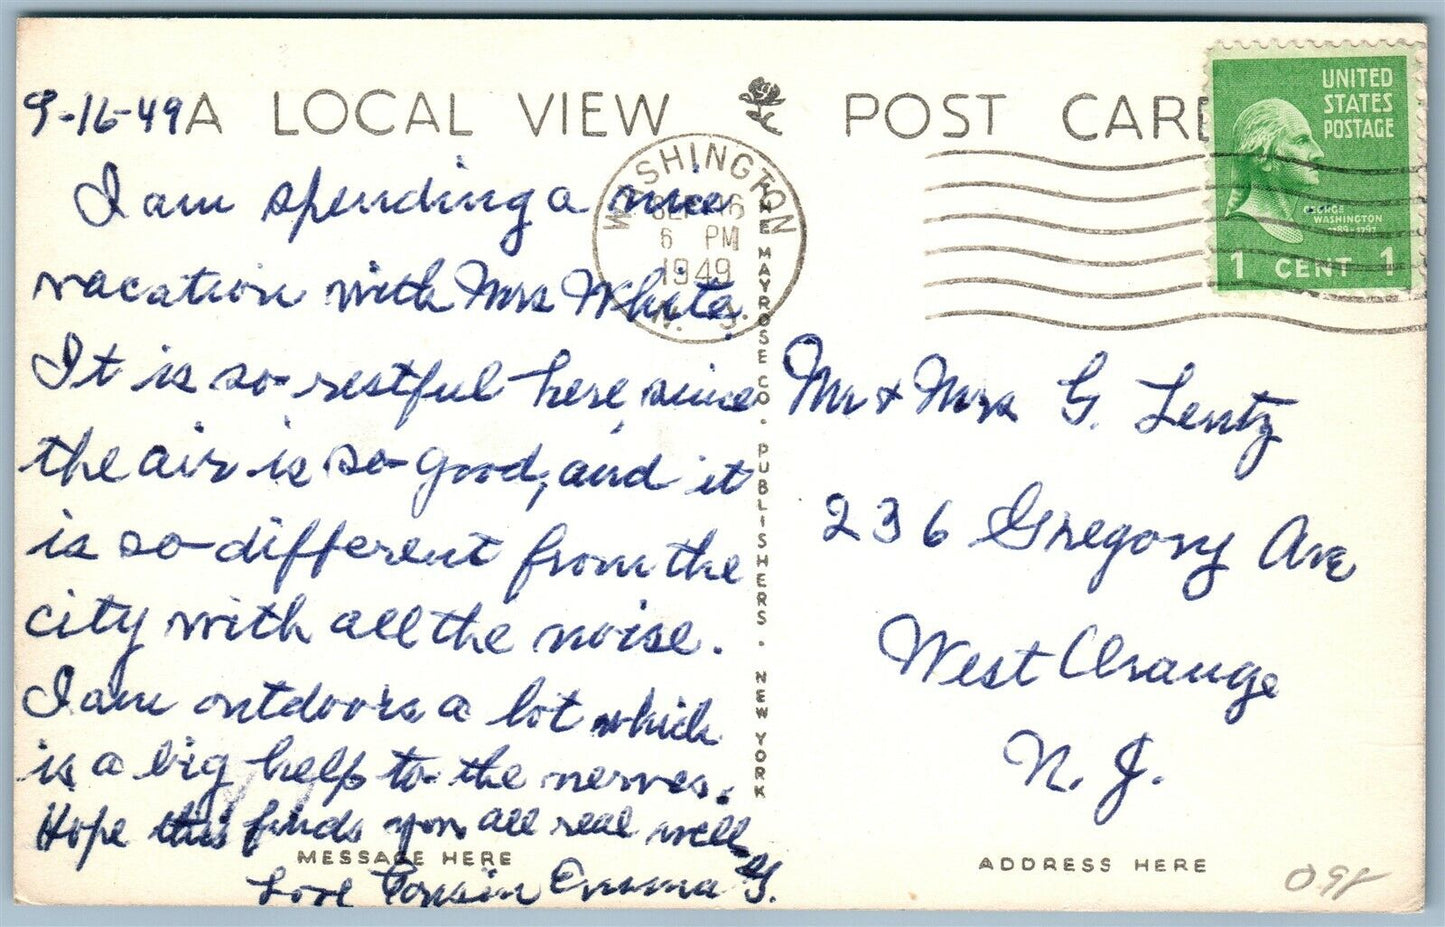 9-16-49
A LOCAL VIEW POST CARD
I am spending a nice
vacation with Mrs White.
It is so restful here, since
the air is so good, and it
is so different from the
city with all the noise.
I am outdoors a lot which
is a big help to the nerves.
Hope this finds you all real well
Love Cousin Emma G.
MESSAGE HERE
WASHINGTON
SEP 16
6 PM
1949
N. J.
THE MAYROSE CO. PUBLISHERS. NEW YORK
UNITED
STATES
POSTAGE
GEORGE
WASHINGTON
1789-1797
1 CENT 1
Mr & Mrs G. Lentz
236 Gregory Ave
West Orange
N. J.
ADDRESS HERE